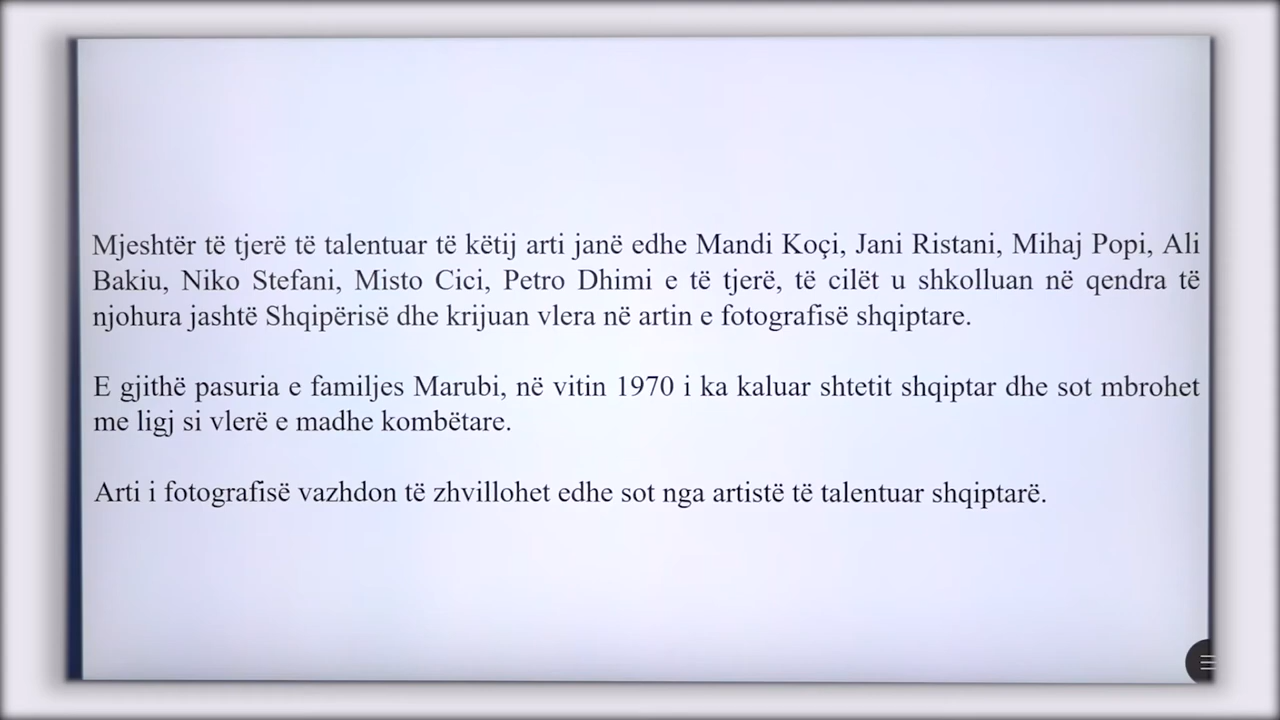 Mjeshtër të tjerë të talentuar të këtij arti janë edhe Mandi Koçi, Jani Ristani, Mihaj Popi, Ali
Bakiu, Niko Stefani, Misto Cici, Petro Dhimi e të tjerë, të cilët u shkolluan në qendra të
njohura jashtë Shqipërisë dhe krijuan vlera në artin e fotografisë shqiptare.
E gjithë pasuria e familjes Marubi, në vitin 1970 i ka kaluar shtetit shqiptar dhe sot mbrohet
me ligj si vlerë e madhe kombëtare.
Arti i fotografisë vazhdon të zhvillohet edhe sot nga artistë të talentuar shqiptarë.